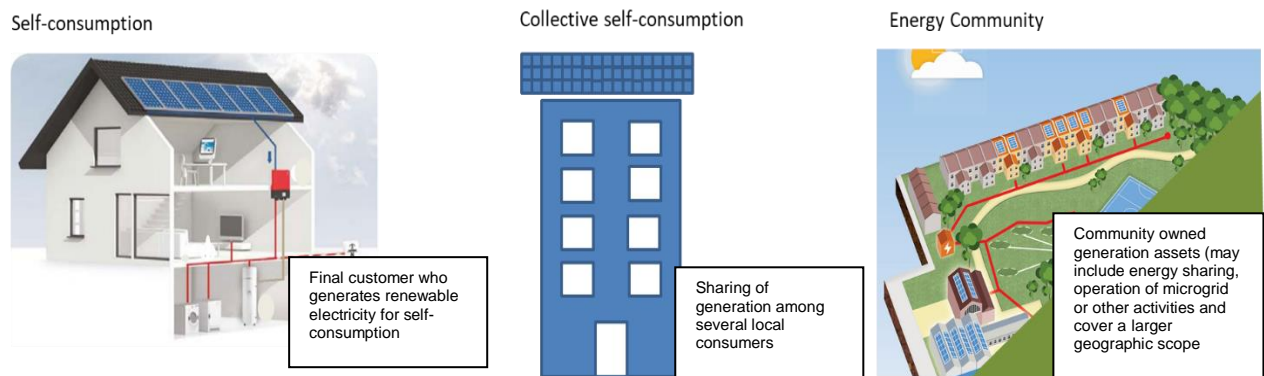 Self-consumption
Collective self-consumption
Energy Community
Final customer who
generates renewable
electricity for self-
consumption
Sharing of
generation among
several local
consumers
Community owned
generation assets (may
include energy sharing,
operation of microgrid
or other activities and
cover a larger
geographic scope